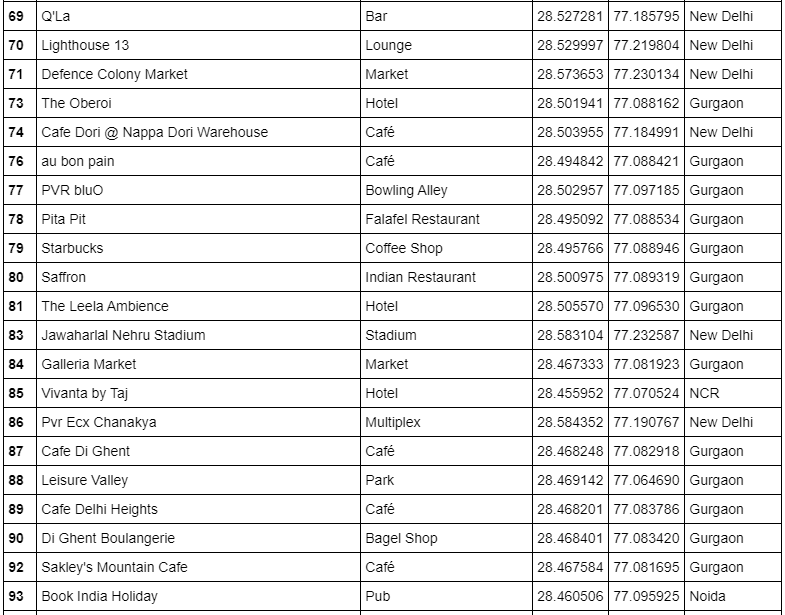 69 Q'La Bar 28.527281 77.185795 New Delhi
70 Lighthouse 13 Lounge 28.529997 77.219804 New Delhi
71 Defence Colony Market Market 28.573653 77.230134 New Delhi
73 The Oberoi Hotel 28.501941 77.088162 Gurgaon
74 Cafe Dori @ Nappa Dori Warehouse Café 28.503955 77.184991 New Delhi
76 au bon pain Café 28.494842 77.088421 Gurgaon
77 PVR bluO Bowling Alley 28.502957 77.097185 Gurgaon
78 Pita Pit Falafel Restaurant 28.495092 77.088534 Gurgaon
79 Starbucks Coffee Shop 28.495766 77.088946 Gurgaon
80 Saffron Indian Restaurant 28.500975 77.089319 Gurgaon
81 The Leela Ambience Hotel 28.505570 77.096530 Gurgaon
83 Jawaharlal Nehru Stadium Stadium 28.583104 77.232587 New Delhi
84 Galleria Market Market 28.467333 77.081923 Gurgaon
85 Vivanta by Taj Hotel 28.455952 77.070524 NCR
86 Pvr Ecx Chanakya Multiplex 28.584352 77.190767 New Delhi
87 Cafe Di Ghent Café 28.468248 77.082918 Gurgaon
88 Leisure Valley Park 28.469142 77.064690 Gurgaon
89 Cafe Delhi Heights Café 28.468201 77.083786 Gurgaon
90 Di Ghent Boulangerie Bagel Shop 28.468401 77.083420 Gurgaon
92 Sakley's Mountain Cafe Café 28.467584 77.081695 Gurgaon
93 Book India Holiday Pub 28.460506 77.095925 Noida